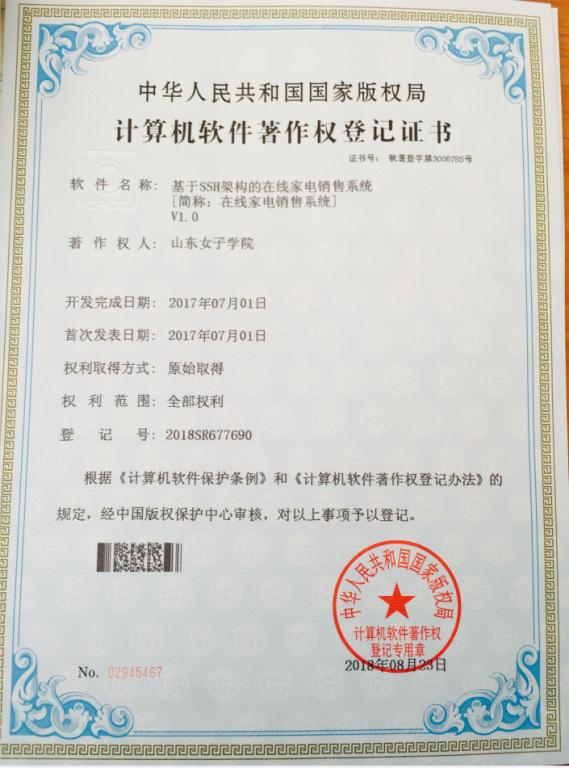 中华人民共和国国家版权局
计算机软件著作权登记证书
证书号: 软著登字第3006785号
软件名称: 基于SSH架构的在线家电销售系统
[简称:在线家电销售系统]
V1.0
著作权人: 山东女子学院
开发完成日期: 2017年07月01日
首次发表日期: 2017年07月01日
权利取得方式: 原始取得
权利范围: 全部权利
登记号: 2018SR677690
根据《计算机软件保护条例》和《计算机软件著作权登记办法》的
规定,经中国版权保护中心审核,对以上事项予以登记。
中华人民共和国国家版权局
计算机软件著作权
登记专用章
No. 02945467
2018年08月23日